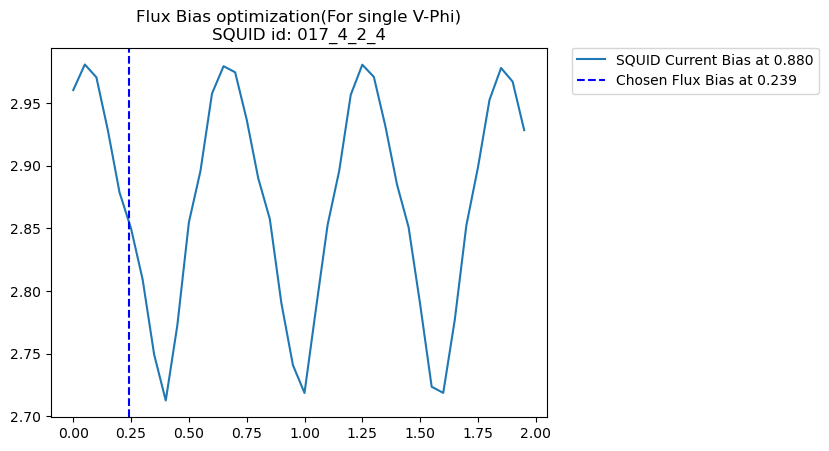 Flux Bias optimization(For single V-Phi)
SQUID id: 017_4_2_4
SQUID Current Bias at 0.880
Chosen Flux Bias at 0.239
2.95
2.90
2.85
2.80
2.75
2.70
0.00 0.25 0.50 0.75 1.00 1.25 1.50 1.75 2.00